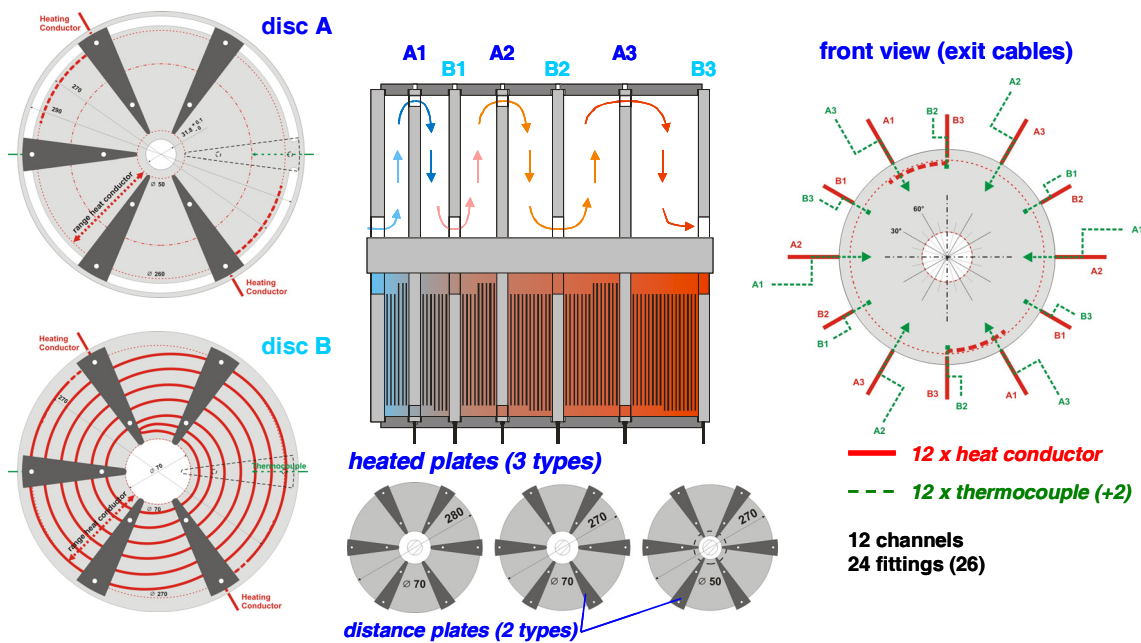 Heating
Conductor
disc A
270
290
31,8 + 0,1
- 0
Ø 50
range heat conductor
Ø 260
Heating
Conductor
Heating
Conductor
disc B
270
Ø 70
Thermocouple
Ø 70
range heat conductor
Ø 270
Heating
Conductor
A1
B1
A2
B2
A3
B3
heated plates (3 types)
280
Ø 70
270
Ø 70
270
Ø 50
distance plates (2 types)
front view (exit cables)
A3
A1
B2
B3
A2
A3
B1
B3
B1
B2
60°
30°
A2
A1
A1
A2
B2
B1
B3
B1
A3
A2
B3
B2
A1
A3
12 x heat conductor
12 x thermocouple (+2)
12 channels
24 fittings (26)